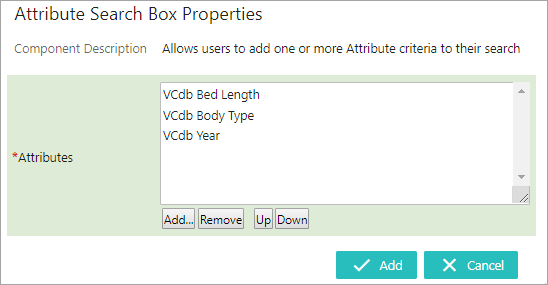 Attribute Search Box Properties
Component Description Allows users to add one or more Attribute criteria to their search
VCdb Bed Length
VCdb Body Type
VCdb Year
*Attributes
Add... Remove Up Down
Add Cancel